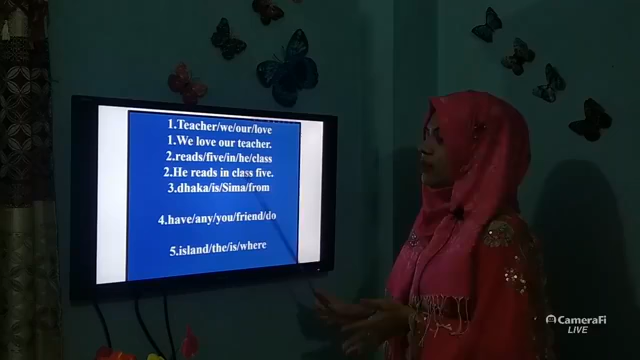 1.Teacher/we/our/love
1.We love our teacher.
2.reads/five/in/he/class
2.He reads in class five.
3.dhaka/is/Sima/from
4.have/any/you/friend/do
5.island/the/is/where
CameraFi
LIVE